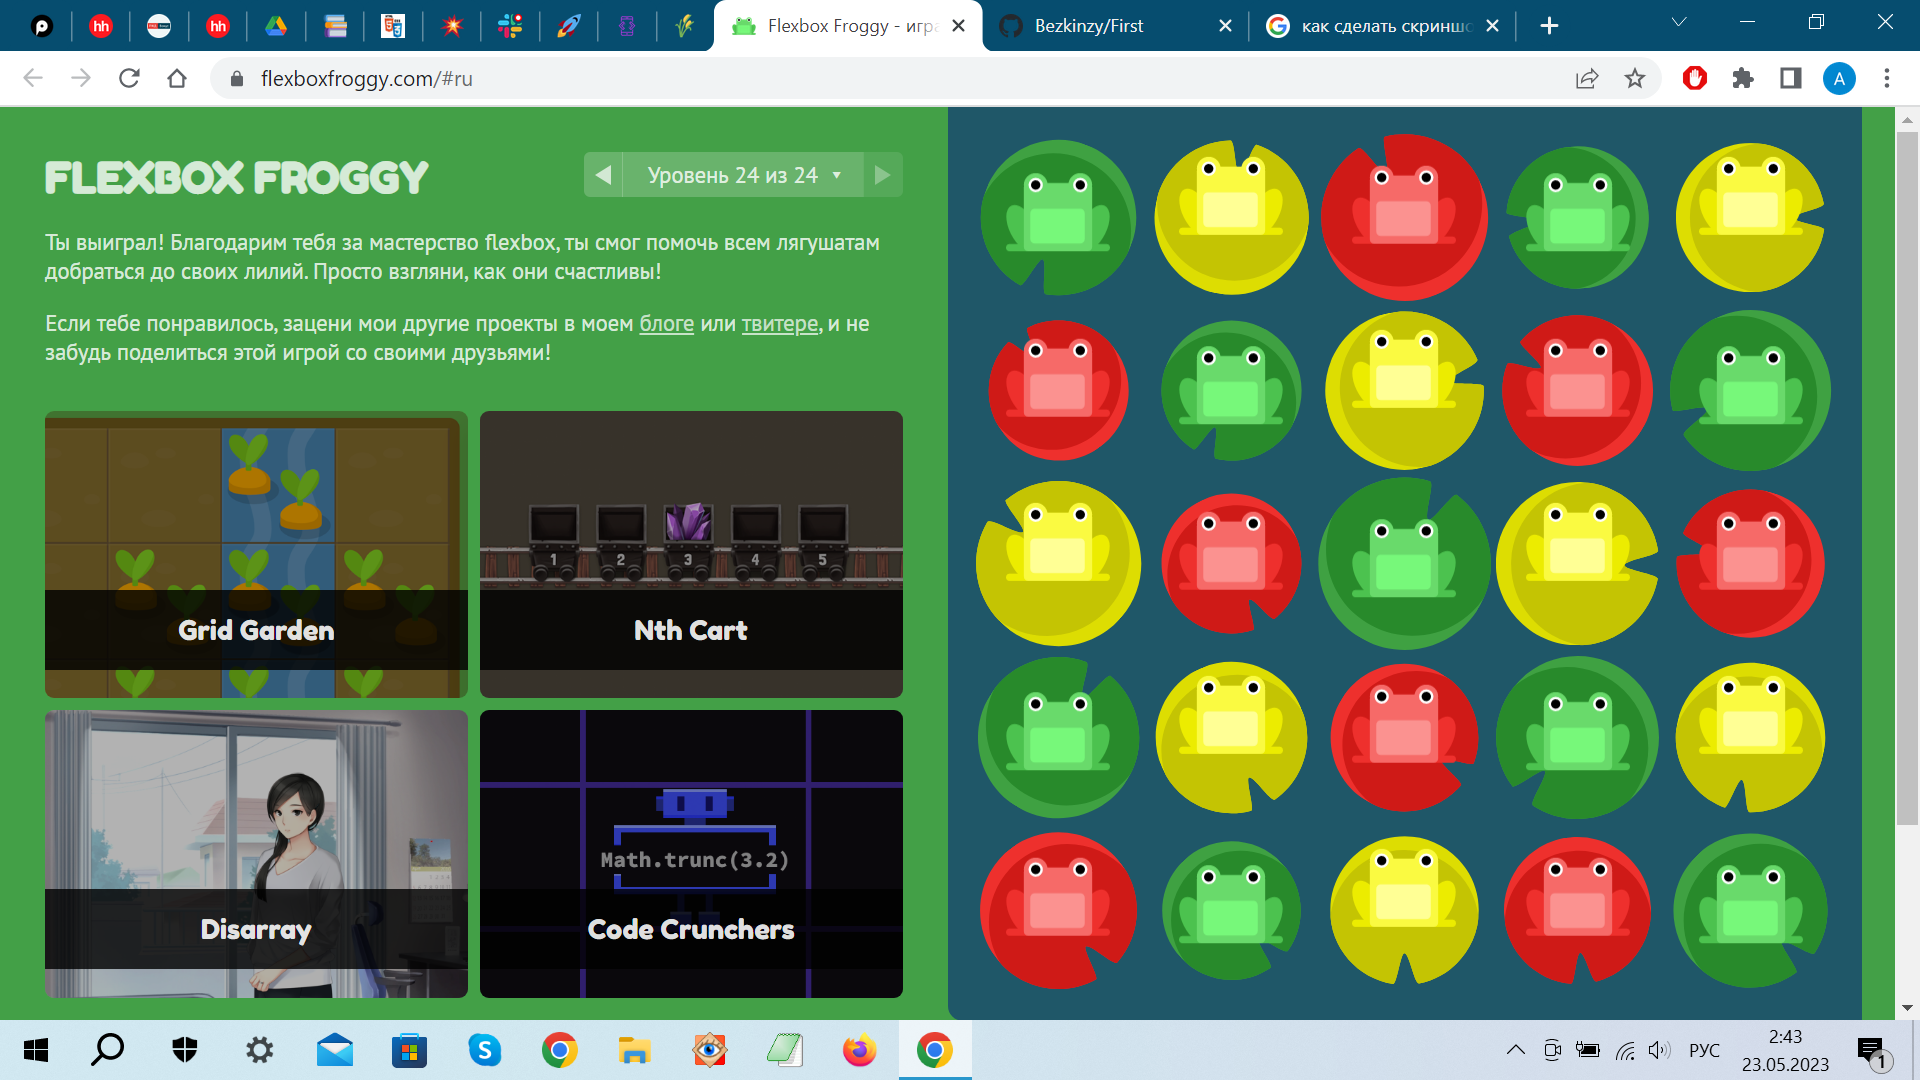 Flexbox Froggy - игра
Bezkinzy/First
как сделать скриншо
flexboxfroggy.com/#ru
A
FLEXBOX FROGGY
Уровень 24 из 24
Ты выиграл! Благодарим тебя за мастерство flexbox, ты смог помочь всем лягушатам
добраться до своих лилий. Просто взгляни, как они счастливы!
Если тебе понравилось, зацени мои другие проекты в моем блоге или твитере, и не
забудь поделиться этой игрой со своими друзьями!
1 2 3 4 5
Grid Garden
Nth Cart
Math.trunc(3.2)
Disarray
Code Crunchers
2:43
РУС
23.05.2023
1